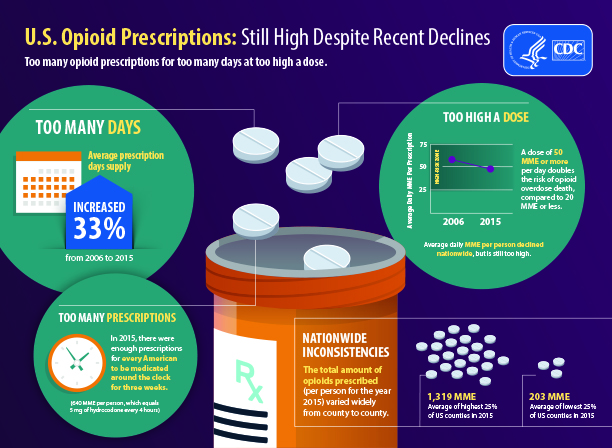 U.S. Opioid Prescriptions: Still High Despite Recent Declines
Too many opioid prescriptions for too many days at too high a dose.
CDC
TOO MANY DAYS
Average prescription
days supply
INCREASED
33%
from 2006 to 2015
TOO HIGH A DOSE
Average Daily MME Per Prescription
75
50
25
HIGH-RISK DOSE
2006
2015
A dose of 50
MME or more
per day doubles
the risk of opioid
overdose death,
compared to 20
MME or less.
Average daily MME per person declined
nationwide, but is still too high.
TOO MANY PRESCRIPTIONS
In 2015, there were
enough prescriptions
for every American
to be medicated
around the clock
for three weeks.
(640 MME per person, which equals
5 mg of hydrocodone every 4 hours)
Rx
NATIONWIDE
INCONSISTENCIES
The total amount of
opioids prescribed
(per person for the year
2015) varied widely
from county to county.
1,319 MME
Average of highest 25%
of US counties in 2015
203 MME
Average of lowest 25%
of US counties in 2015